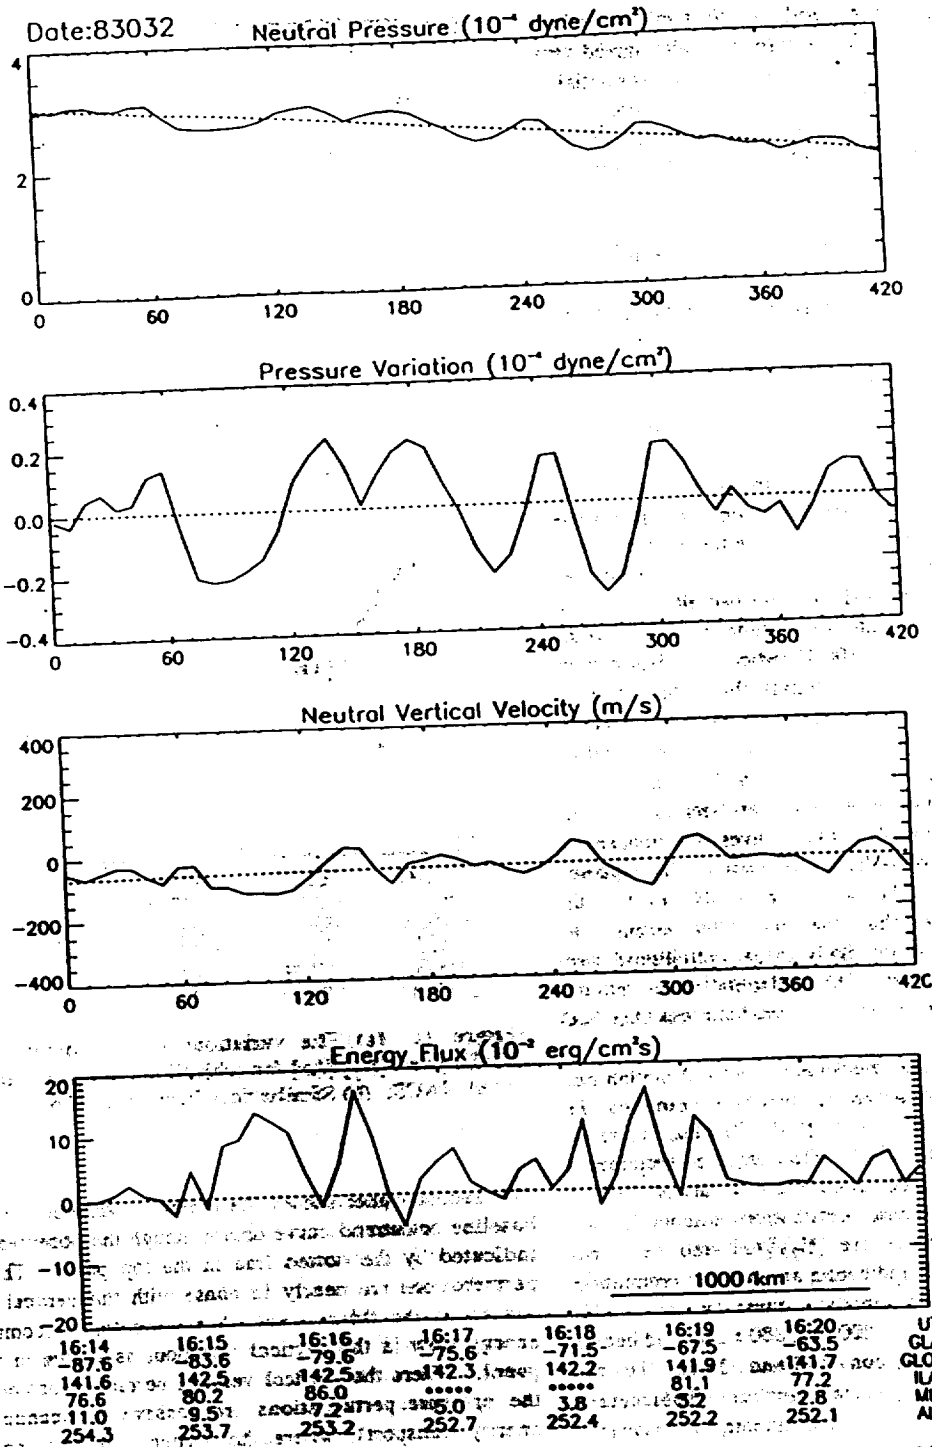 Date:83032
Neutral Pressure (10⁻⁴ dyne/cm²)
4
2
0
0 60 120 180 240 300 360 420
Pressure Variation (10⁻⁴ dyne/cm²)
0.4
0.2
0.0
−0.2
−0.4
0 60 120 180 240 300 360 420
Neutral Vertical Velocity (m/s)
400
200
0
−200
−400
0 60 120 180 240 300 360 420
Energy Flux (10⁻² erg/cm²s)
20
10
0
−10
−20
1000 km
16:14 16:15 16:16 16:17 16:18 16:19 16:20 U
−87.6 −83.6 −79.6 −75.6 −71.5 −67.5 −63.5 GLA
141.6 142.5 142.5 142.3 142.2 141.9 141.7 GLO
76.6 80.2 86.0 ••••• ••••• 81.1 77.2 ILA
11.0 9.5 7.2 5.0 3.8 3.2 2.8
254.3 253.7 253.2 252.7 252.4 252.2 252.1